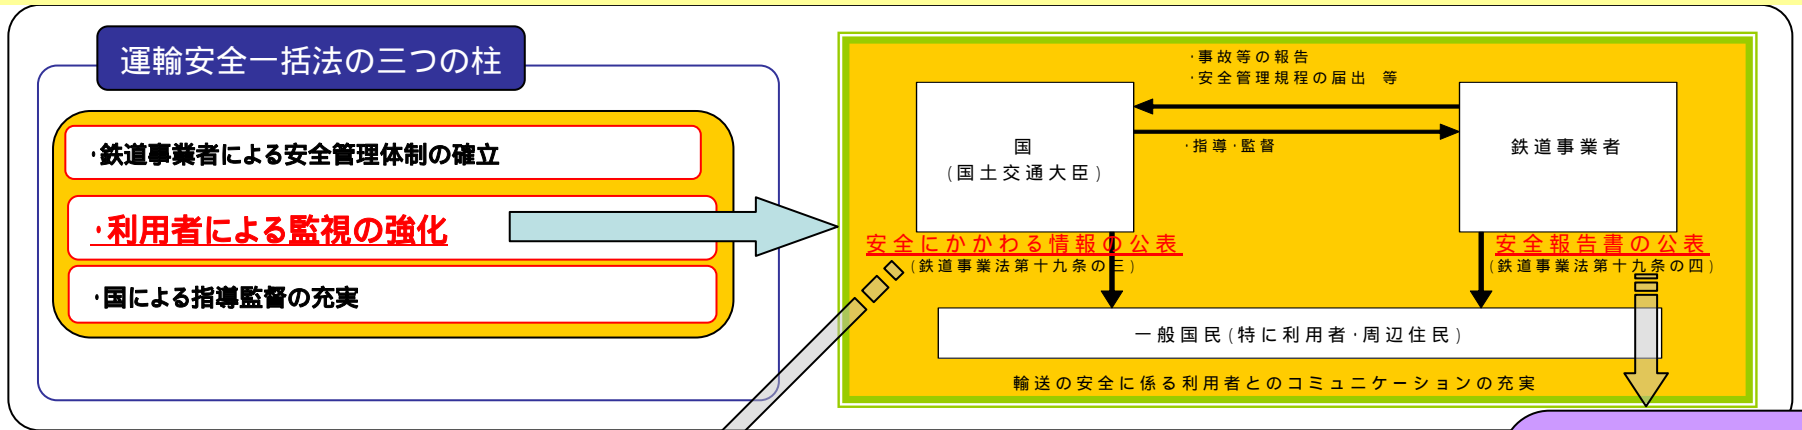 運輸安全一括法の三つの柱
・鉄道事業者による安全管理体制の確立
・利用者による監視の強化
・国による指導監督の充実
・事故等の報告
・安全管理規程の届出 等
国
(国土交通大臣)
鉄道事業者
・指導・監督
安全にかかわる情報の公表
(鉄道事業法第十九条の三)
安全報告書の公表
(鉄道事業法第十九条の四)
一般国民(特に利用者・周辺住民)
輸送の安全に係る利用者とのコミュニケーションの充実